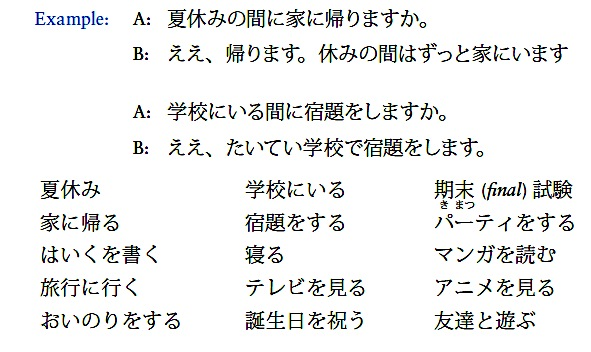 Example: A: 夏休みの間に家に帰りますか。
B: ええ、帰ります。休みの間はずっと家にいます
A: 学校にいる間に宿題をしますか。
B: ええ、たいてい学校で宿題をします。
夏休み 学校にいる 期末 (final) 試験
き まつ
家に帰る 宿題をする パーティをする
はいくを書く 寝る マンガを読む
旅行に行く テレビを見る アニメを見る
おいのりをする 誕生日を祝う 友達と遊ぶ